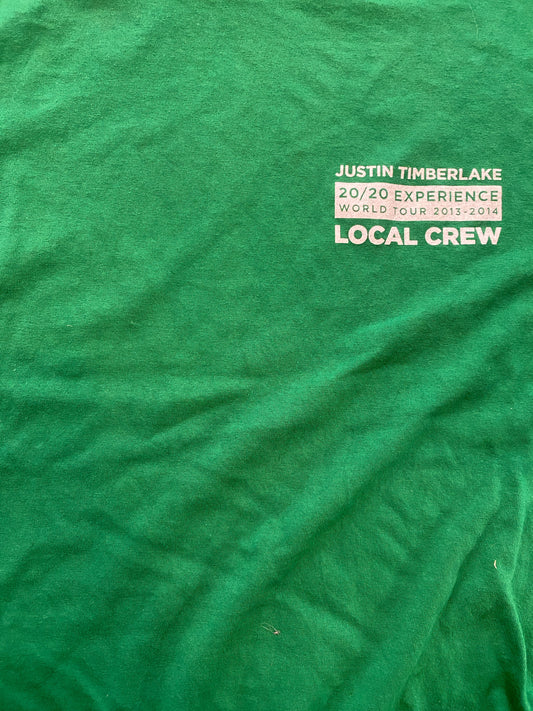 JUSTIN TIMBERLAKE
20/20 EXPERIENCE
WORLD TOUR 2013-2014
LOCAL CREW